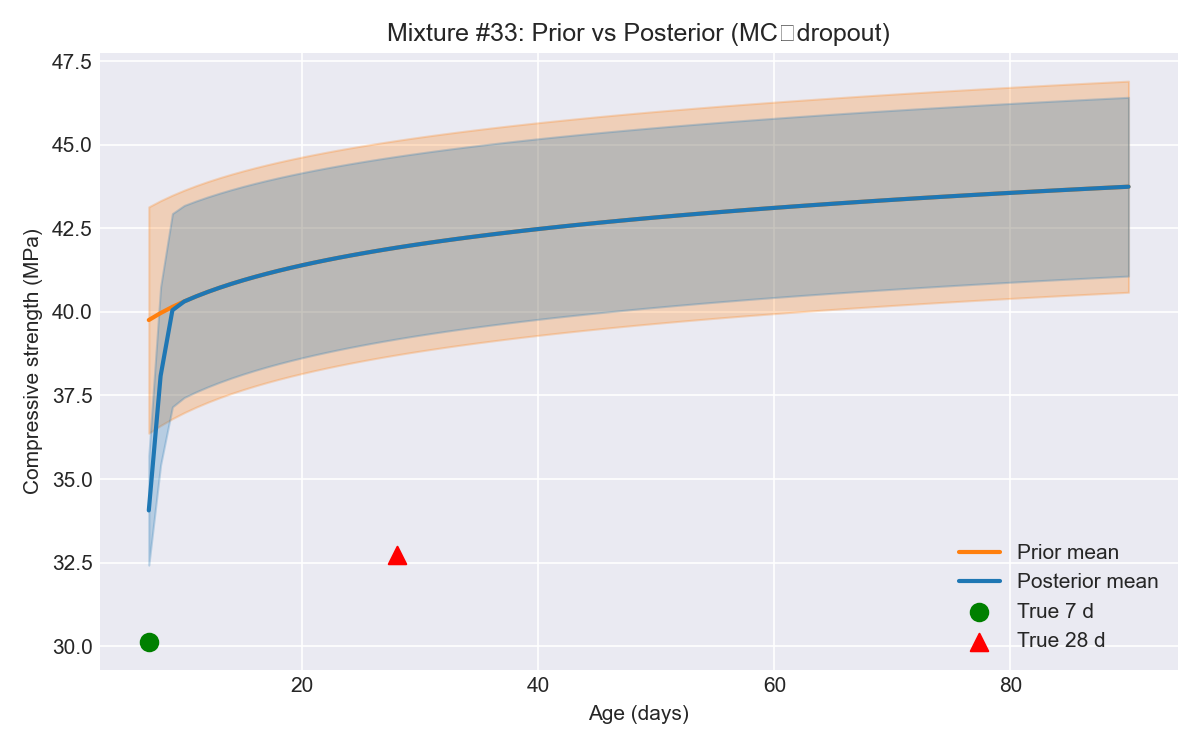 Mixture #33: Prior vs Posterior (MC□dropout)
47.5
45.0
42.5
40.0
37.5
35.0
32.5
30.0
Compressive strength (MPa)
20
40
60
80
Age (days)
Prior mean
Posterior mean
True 7 d
True 28 d